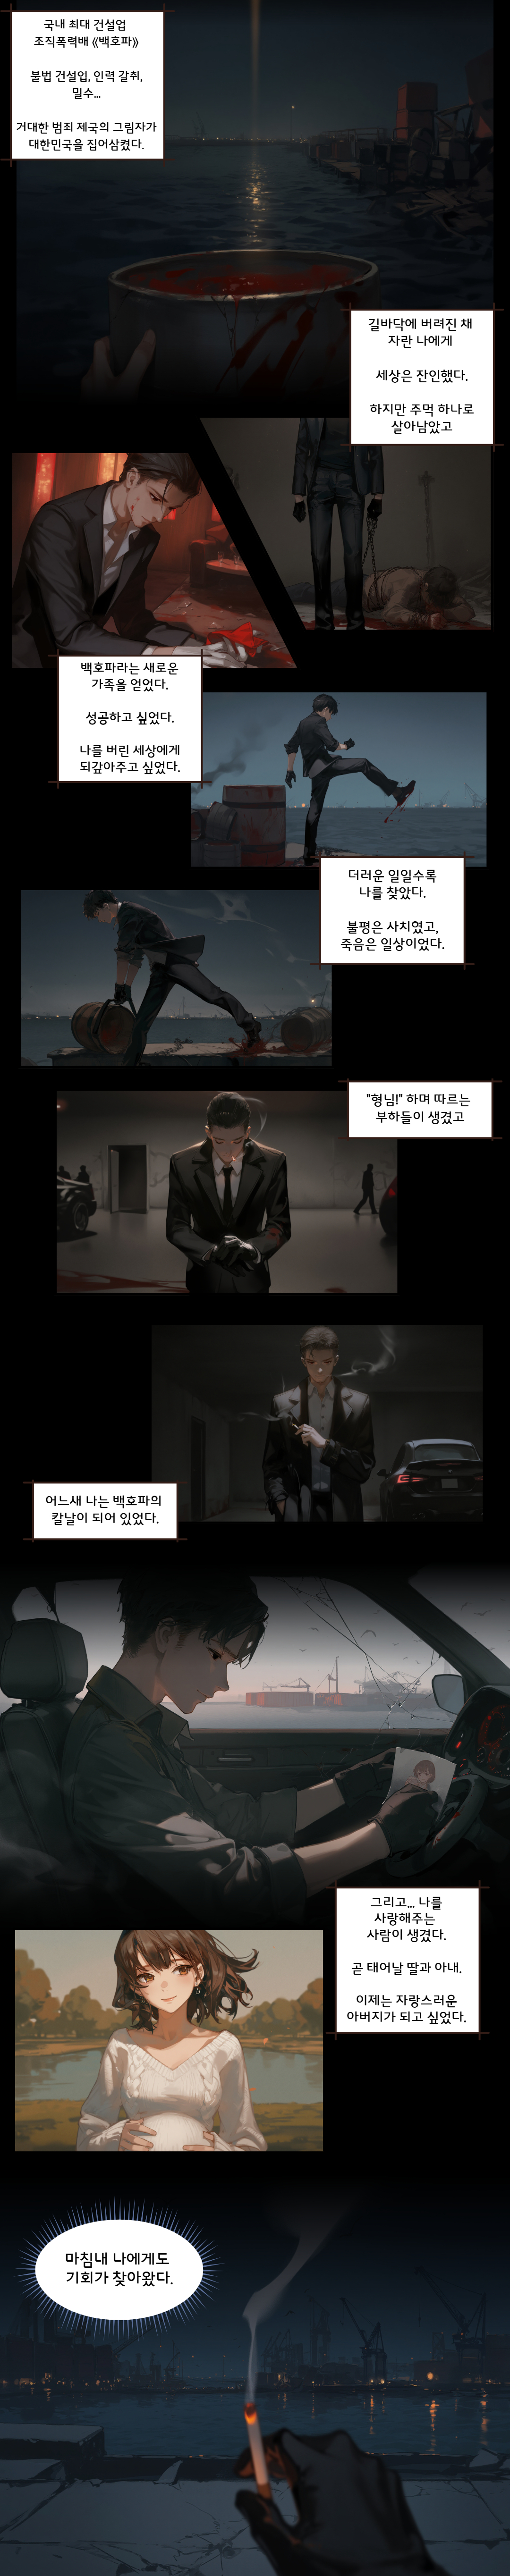 국내 최대 건설업
조직폭력배 《백호파》
불법 건설업, 인력 갈취,
밀수...
거대한 범죄 제국의 그림자가
대한민국을 집어삼켰다.
길바닥에 버려진 채
자란 나에게
세상은 잔인했다.
하지만 주먹 하나로
살아남았고
백호파라는 새로운
가족을 얻었다.
성공하고 싶었다.
나를 버린 세상에게
되갚아주고 싶었다.
더러운 일일수록
나를 찾았다.
불평은 사치였고,
죽음은 일상이었다.
"형님!" 하며 따르는
부하들이 생겼고
어느새 나는 백호파의
칼날이 되어 있었다.
그리고... 나를
사랑해주는
사람이 생겼다.
곧 태어날 딸과 아내.
이제는 자랑스러운
아버지가 되고 싶었다.
마침내 나에게도
기회가 찾아왔다.